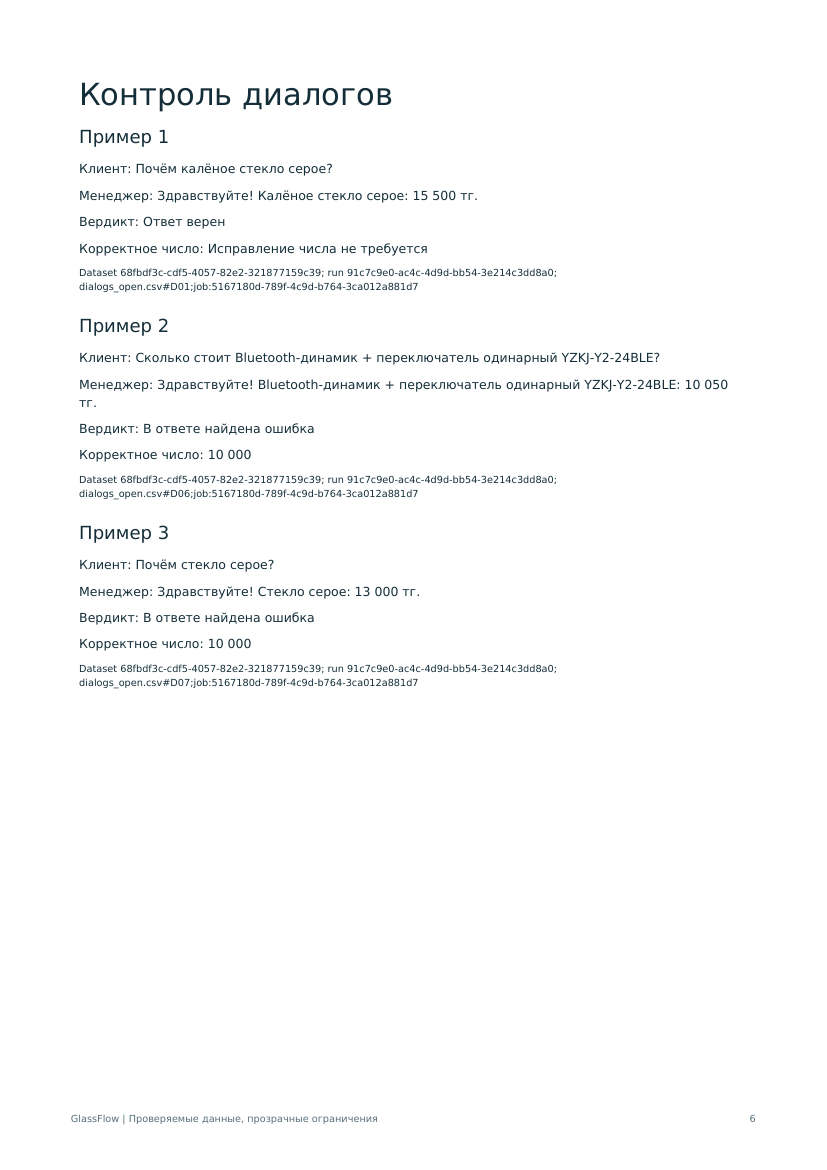 Контроль диалогов
Пример 1
Клиент: Почём калёное стекло серое?
Менеджер: Здравствуйте! Калёное стекло серое: 15 500 тг.
Вердикт: Ответ верен
Корректное число: Исправление числа не требуется
Dataset 68fbdf3c-cdf5-4057-82e2-321877159c39; run 91c7c9e0-ac4c-4d9d-bb54-3e214c3dd8a0;
dialogs_open.csv#D01;job:5167180d-789f-4c9d-b764-3ca012a881d7
Пример 2
Клиент: Сколько стоит Bluetooth-динамик + переключатель одинарный YZKJ-Y2-24BLE?
Менеджер: Здравствуйте! Bluetooth-динамик + переключатель одинарный YZKJ-Y2-24BLE: 10 050
тг.
Вердикт: В ответе найдена ошибка
Корректное число: 10 000
Dataset 68fbdf3c-cdf5-4057-82e2-321877159c39; run 91c7c9e0-ac4c-4d9d-bb54-3e214c3dd8a0;
dialogs_open.csv#D06;job:5167180d-789f-4c9d-b764-3ca012a881d7
Пример 3
Клиент: Почём стекло серое?
Менеджер: Здравствуйте! Стекло серое: 13 000 тг.
Вердикт: В ответе найдена ошибка
Корректное число: 10 000
Dataset 68fbdf3c-cdf5-4057-82e2-321877159c39; run 91c7c9e0-ac4c-4d9d-bb54-3e214c3dd8a0;
dialogs_open.csv#D07;job:5167180d-789f-4c9d-b764-3ca012a881d7
GlassFlow | Проверяемые данные, прозрачные ограничения 6